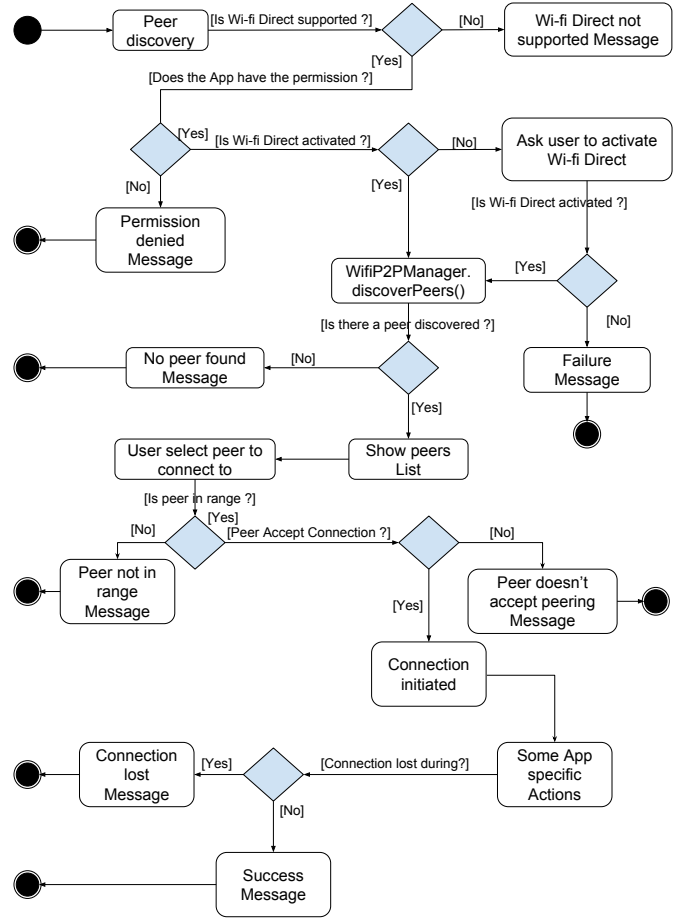 Peer
discovery
[Is Wi-fi Direct supported ?]
[No]
Wi-fi Direct not
supported Message
[Yes]
[Does the App have the permission ?]
[Yes]
[Is Wi-fi Direct activated ?]
[No]
Ask user to activate
Wi-fi Direct
[No]
[Yes]
[Is Wi-fi Direct activated ?]
Permission
denied
Message
WifiP2PManager.
discoverPeers()
[Yes]
[No]
[Is there a peer discovered ?]
No peer found
Message
[No]
Failure
Message
[Yes]
User select peer to
connect to
Show peers
List
[Is peer in range ?]
[Yes]
[No]
[Peer Accept Connection ?]
[No]
Peer not in
range
Message
Peer doesn't
accept peering
Message
[Yes]
Connection
initiated
Connection
lost
Message
[Yes]
[Connection lost during?]
Some App
specific
Actions
[No]
Success
Message